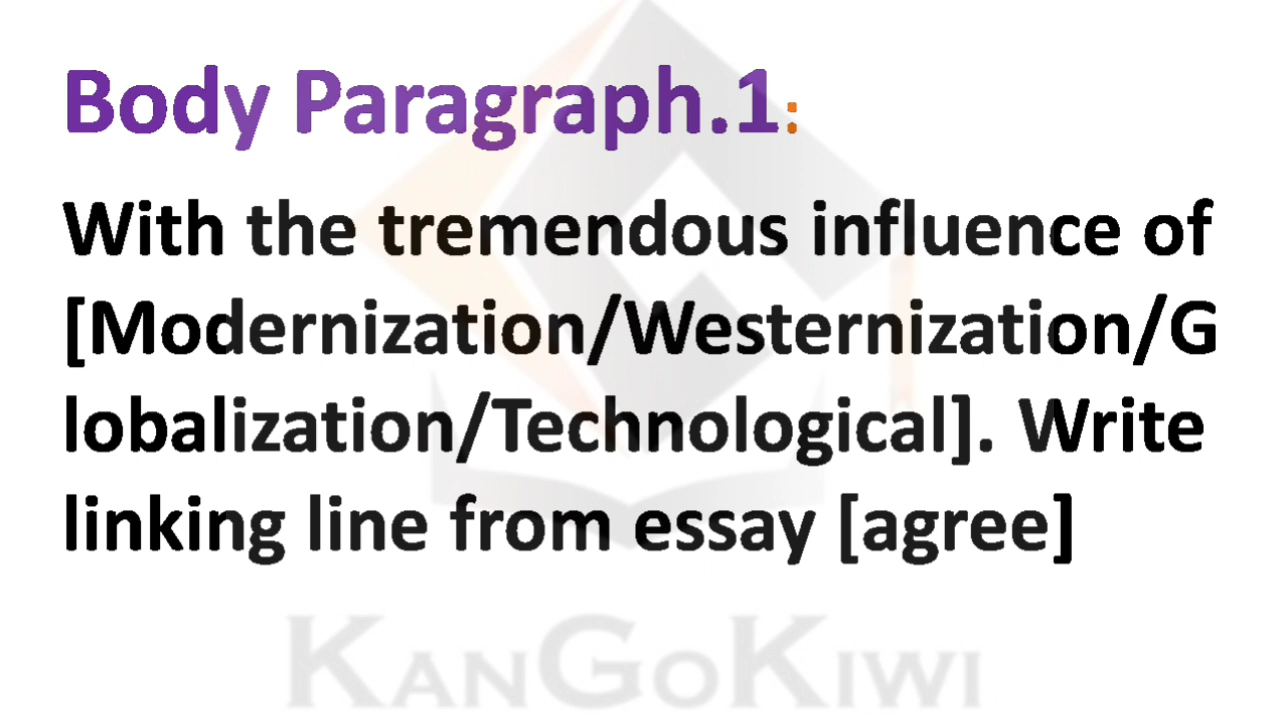 Body Paragraph.1:
With the tremendous influence of
[Modernization/Westernization/G
lobalization/Technological]. Write
linking line from essay [agree]
KANGOKIWI